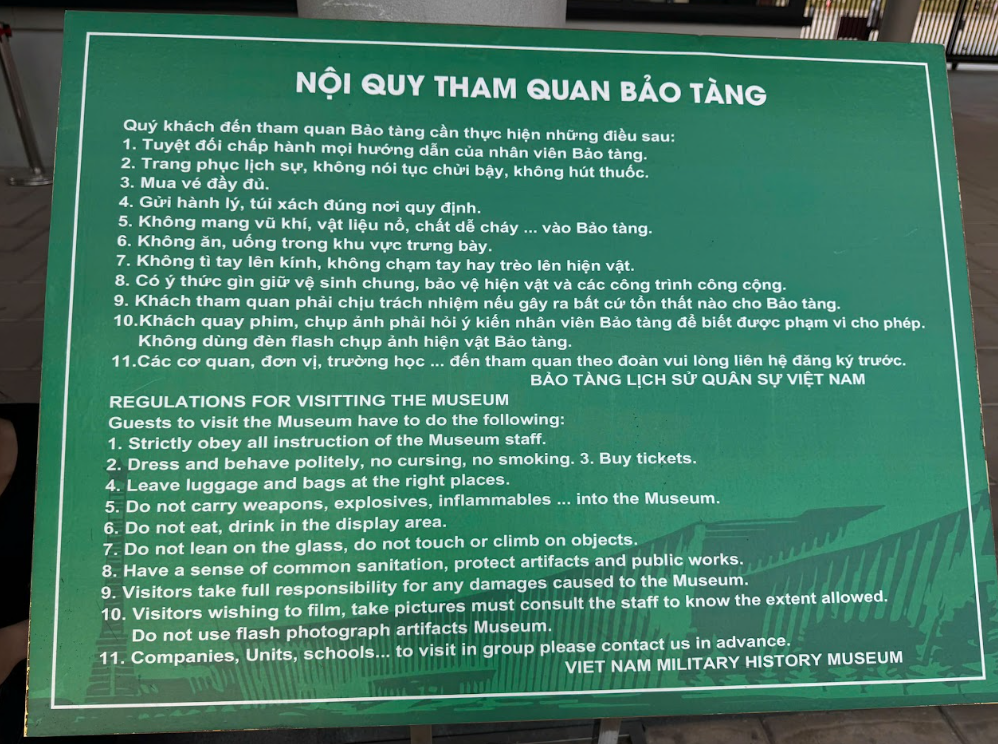 NỘI QUY THAM QUAN BẢO TÀNG
Quý khách đến tham quan Bảo tàng cần thực hiện những điều sau:
1. Tuyệt đối chấp hành mọi hướng dẫn của nhân viên Bảo tàng.
2. Trang phục lịch sự, không nói tục chửi bậy, không hút thuốc.
3. Mua vé đầy đủ.
4. Gửi hành lý, túi xách đúng nơi quy định.
5. Không mang vũ khí, vật liệu nổ, chất dễ cháy ... vào Bảo tàng.
6. Không ăn, uống trong khu vực trưng bày.
7. Không tì tay lên kính, không chạm tay hay trèo lên hiện vật.
8. Có ý thức gìn giữ vệ sinh chung, bảo vệ hiện vật và các công trình công cộng.
9. Khách tham quan phải chịu trách nhiệm nếu gây ra bất cứ tổn thất nào cho Bảo tàng.
10.Khách quay phim, chụp ảnh phải hỏi ý kiến nhân viên Bảo tàng để biết được phạm vi cho phép.
Không dùng đèn flash chụp ảnh hiện vật Bảo tàng.
11.Các cơ quan, đơn vị, trường học ... đến tham quan theo đoàn vui lòng liên hệ đăng ký trước.
BẢO TÀNG LỊCH SỬ QUÂN SỰ VIỆT NAM
REGULATIONS FOR VISITTING THE MUSEUM
Guests to visit the Museum have to do the following:
1. Strictly obey all instruction of the Museum staff.
2. Dress and behave politely, no cursing, no smoking. 3. Buy tickets.
4. Leave luggage and bags at the right places.
5. Do not carry weapons, explosives, inflammables ... into the Museum.
6. Do not eat, drink in the display area.
7. Do not lean on the glass, do not touch or climb on objects.
8. Have a sense of common sanitation, protect artifacts and public works.
9. Visitors take full responsibility for any damages caused to the Museum.
10. Visitors wishing to film, take pictures must consult the staff to know the extent allowed.
Do not use flash photograph artifacts Museum.
11. Companies, Units, schools... to visit in group please contact us in advance.
VIET NAM MILITARY HISTORY MUSEUM